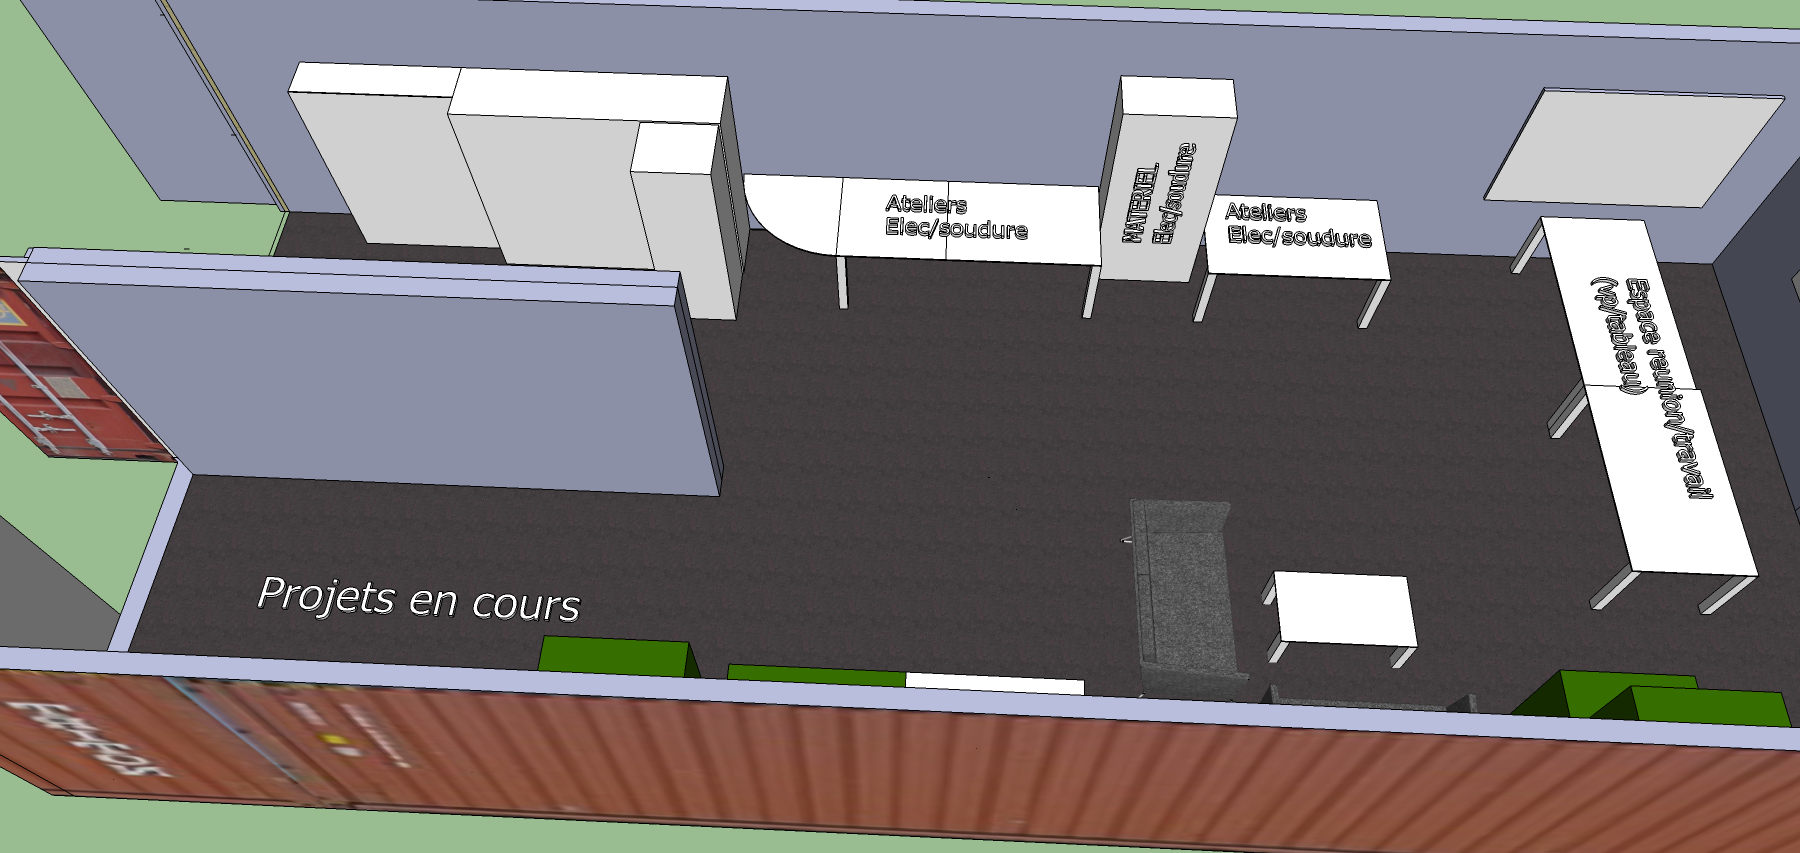 Ateliers
Elec/soudure
MATERIEL
Elec/soudure
Ateliers
Elec/soudure
Espace reunion/travail
(vp/tableau)
Projets en cours